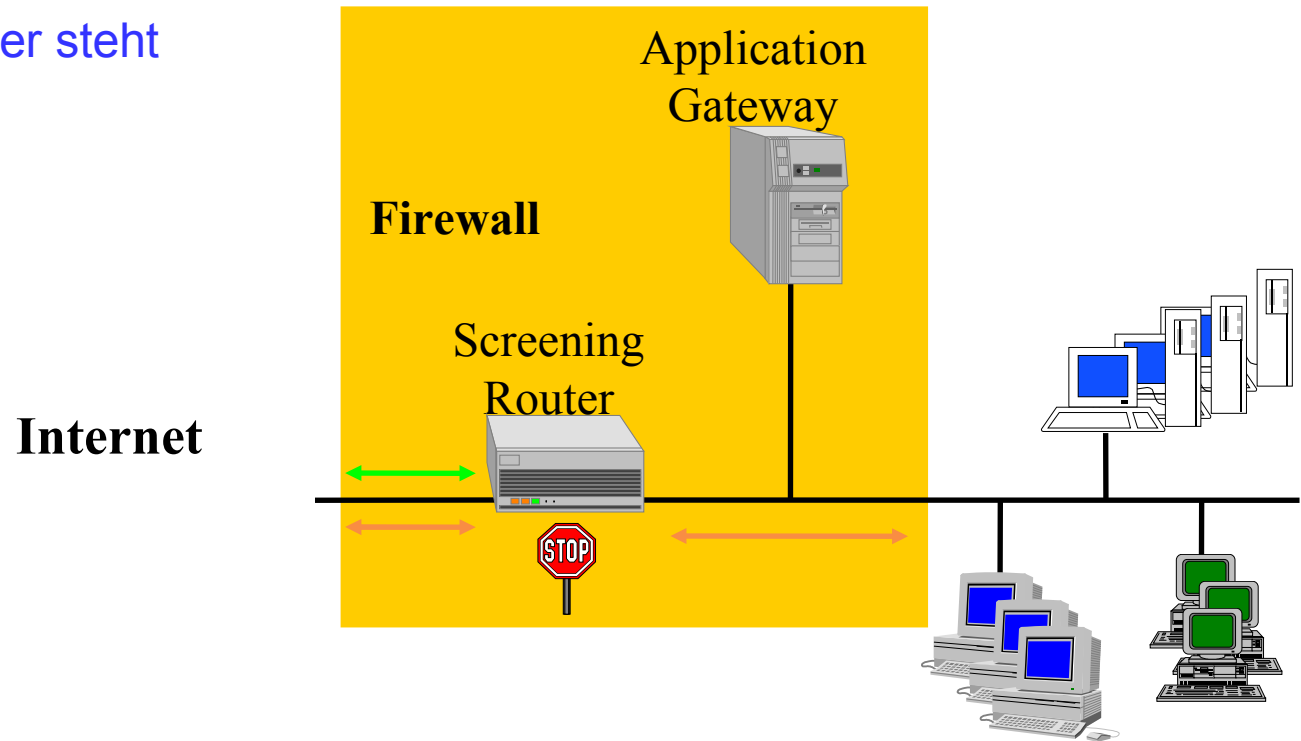 er steht
Application
Gateway
Firewall
Screening
Router
Internet
STOP